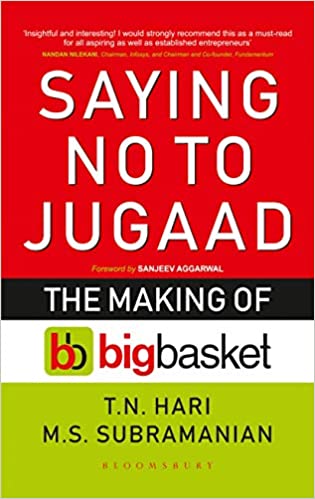 'Insightful and interesting! I would strongly recommend this as a must-read
for all aspiring as well as established entrepreneurs'
NANDAN NILEKANI, Chairman, Infosys, and Chairman and Co-founder, Fundamentum
SAYING
NO TO
JUGAAD
Foreword by SANJEEV AGGARWAL
THE MAKING OF
bb bigbasket
T.N. HARI
M.S. SUBRAMANIAN
BLOOMSBURY